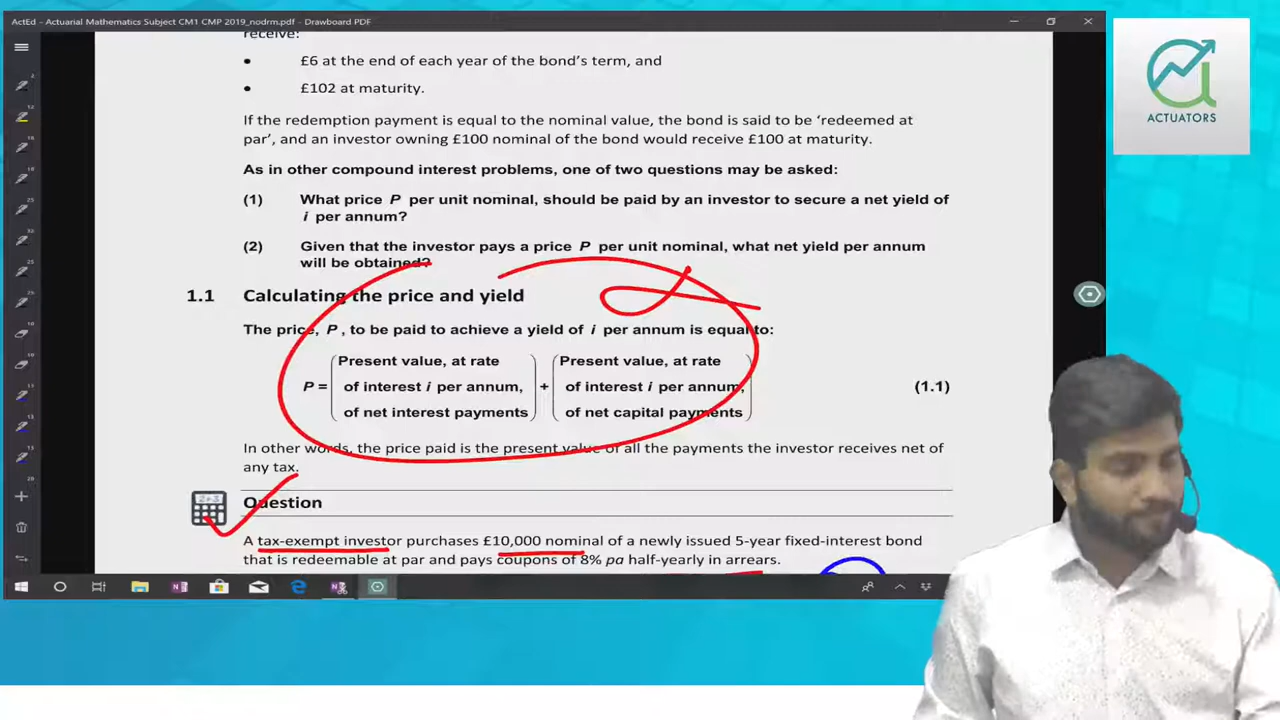 ActEd - Actuarial Mathematics Subject CM1 CMP 2019_nodrm.pdf - Drawboard PDF
receive:
• £6 at the end of each year of the bond's term, and
• £102 at maturity.
If the redemption payment is equal to the nominal value, the bond is said to be 'redeemed at
par', and an investor owning £100 nominal of the bond would receive £100 at maturity.
As in other compound interest problems, one of two questions may be asked:
(1) What price P per unit nominal, should be paid by an investor to secure a net yield of
i per annum?
(2) Given that the investor pays a price P per unit nominal, what net yield per annum
will be obtained?
1.1 Calculating the price and yield
The price, P, to be paid to achieve a yield of i per annum is equal to:
Present value, at rate Present value, at rate
P = of interest i per annum, + of interest i per annum, (1.1)
of net interest payments of net capital payments
In other words, the price paid is the present value of all the payments the investor receives net of
any tax.
Question
A tax-exempt investor purchases £10,000 nominal of a newly issued 5-year fixed-interest bond
that is redeemable at par and pays coupons of 8% pa half-yearly in arrears.
ACTUATORS